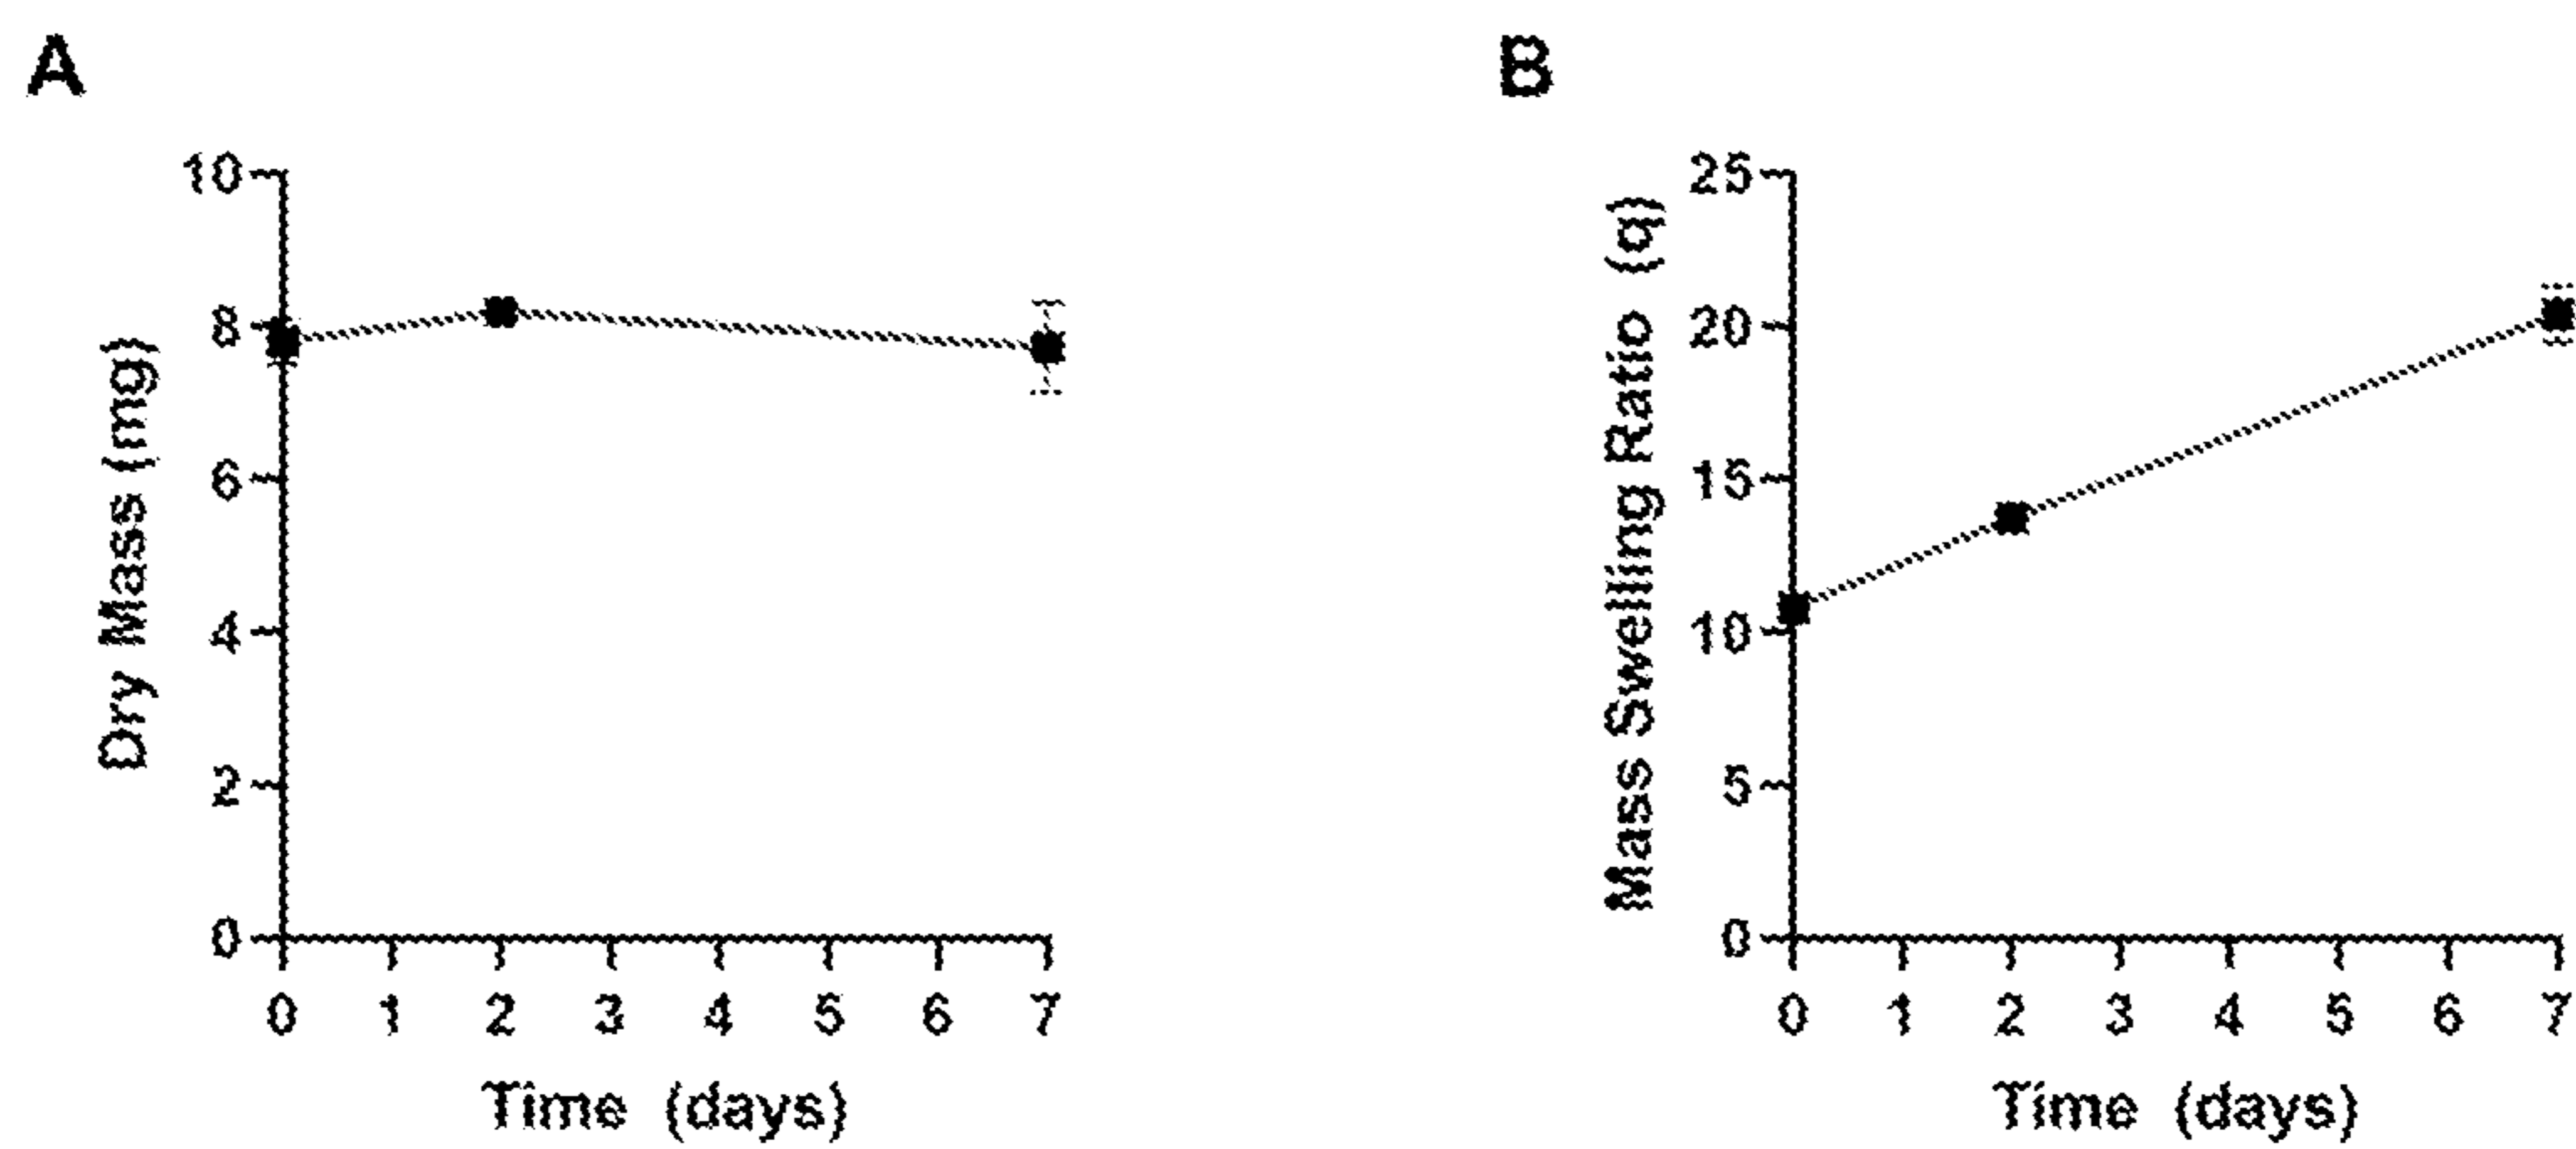 A
10
8
6
4
2
0
Dry Mass (mg)
0 1 2 3 4 5 6 7
Time (days)
B
25
20
15
10
5
0
Mass Swelling Ratio (q)
0 1 2 3 4 5 6 7
Time (days)